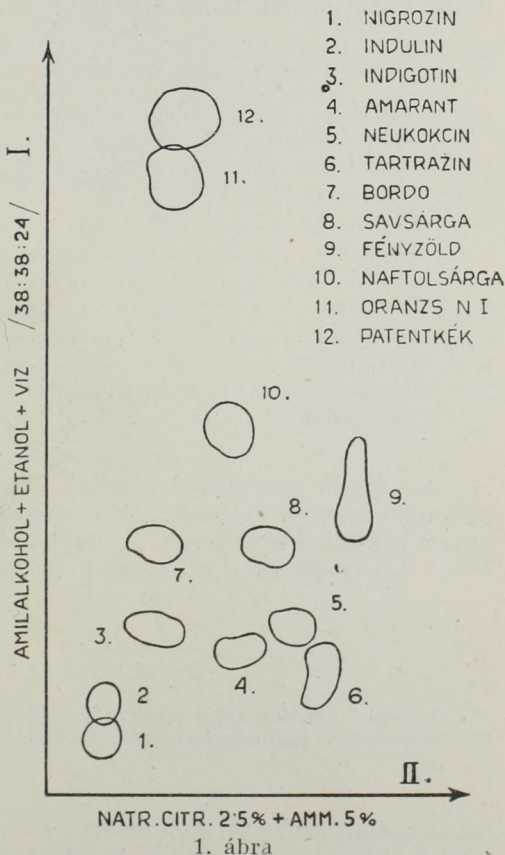 1. NIGROZIN
2. INDULIN
3. INDIGOTIN
4. AMARANT
5. NEUKOKCIN
6. TARTRAZIN
7. BORDO
8. SAVSÁRGA
9. FÉNYZÖLD
10. NAFTOLSÁRGA
11. ORANZS N I
12. PATENTKÉK
I.
AMILALKOHOL + ETANOL + VIZ /38:38:24/
12.
11.
10.
9.
8.
7.
5.
3.
4.
6.
2
1.
II.
NATR.CITR. 2·5% + AMM. 5%
1. ábra